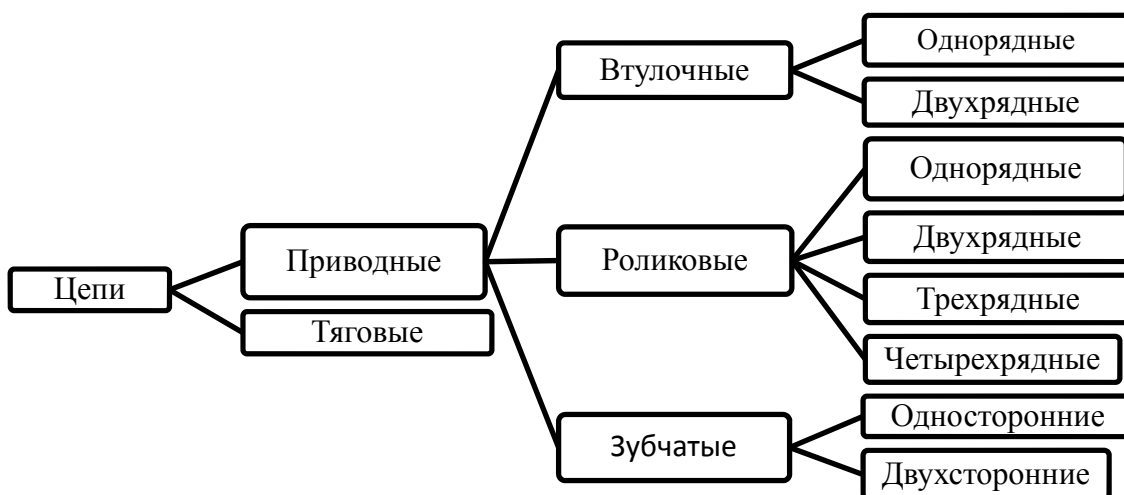 Цепи
Приводные
Тяговые
Втулочные
Однорядные
Двухрядные
Роликовые
Однорядные
Двухрядные
Трехрядные
Четырехрядные
Зубчатые
Односторонние
Двухсторонние